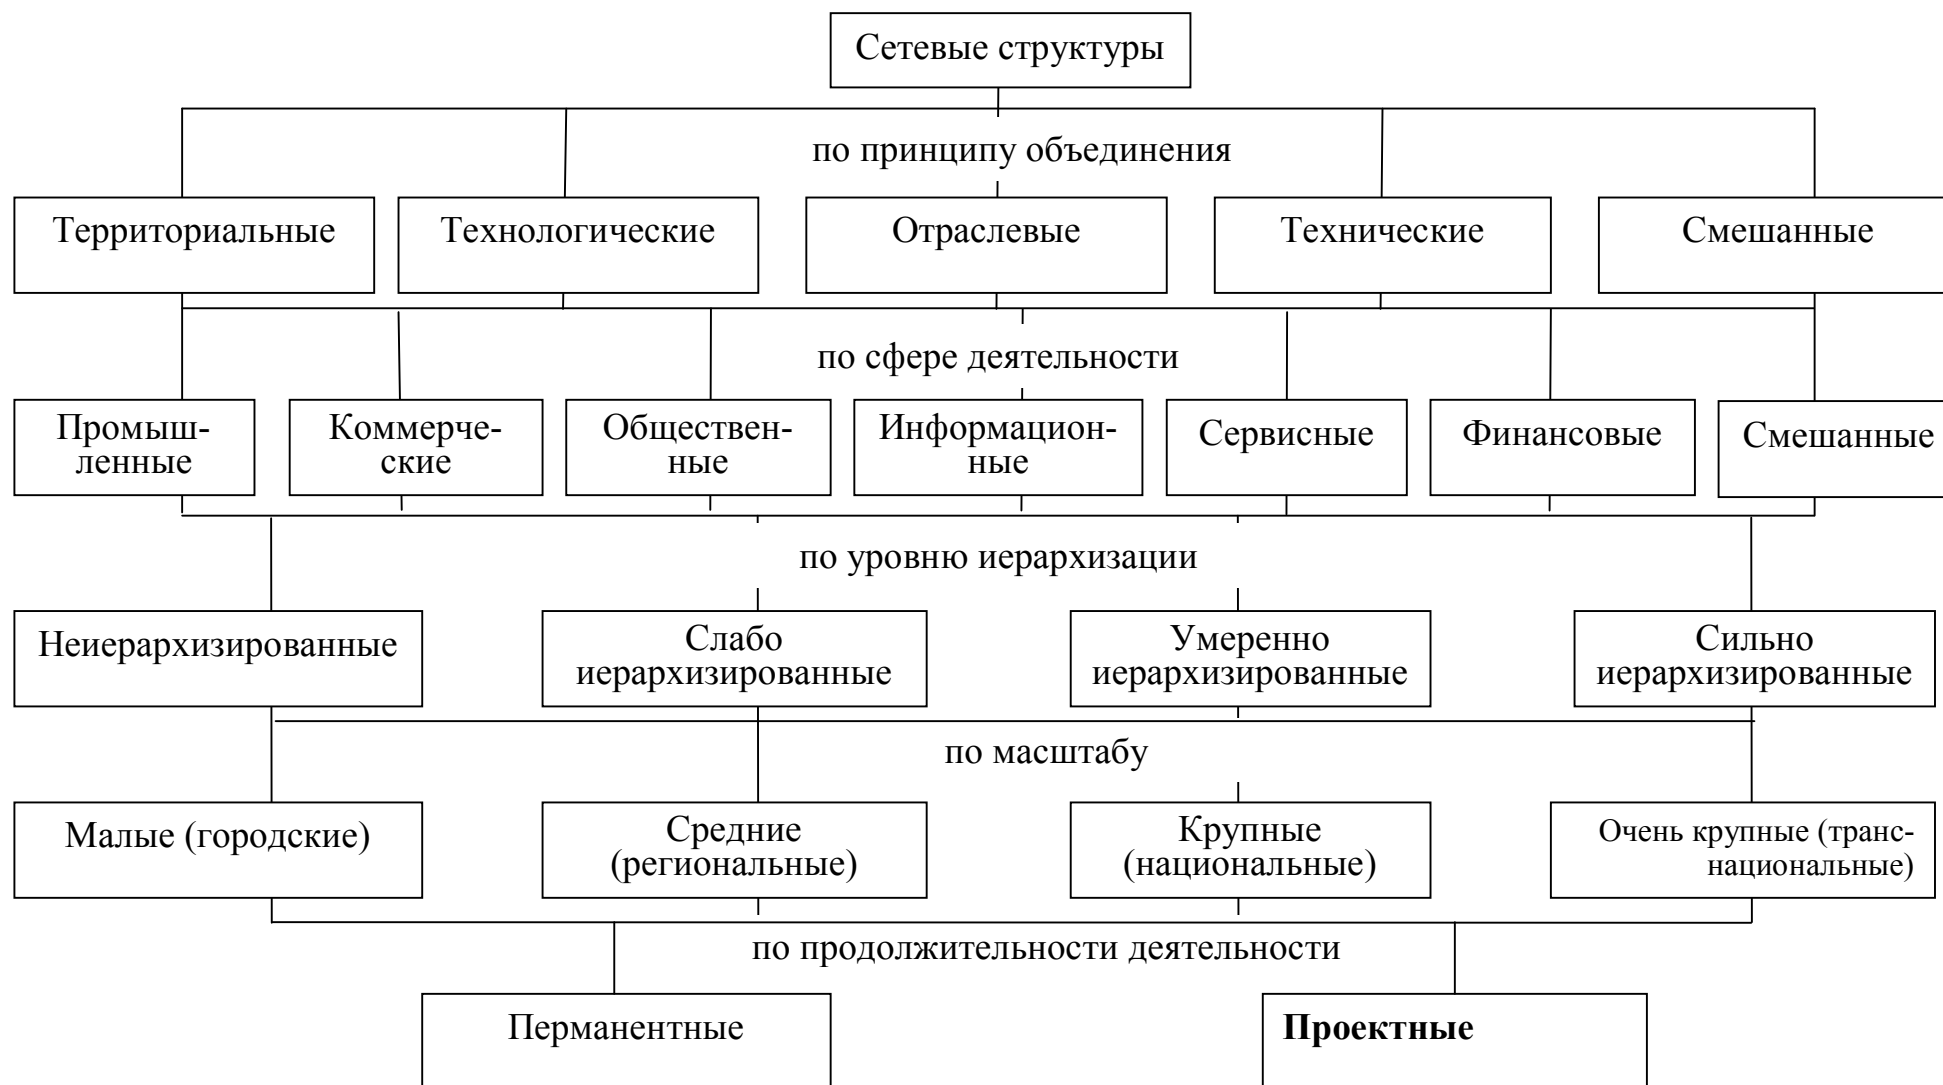 Сетевые структуры
по принципу объединения
Территориальные
Технологические
Отраслевые
Технические
Смешанные
по сфере деятельности
Промыш-
ленные
Коммерче-
ские
Обществен-
ные
Информацион-
ные
Сервисные
Финансовые
Смешанные
по уровню иерархизации
Неиерархизированные
Слабо
иерархизированные
Умеренно
иерархизированные
Сильно
иерархизированные
по масштабу
Малые (городские)
Средние
(региональные)
Крупные
(национальные)
Очень крупные (транс-
национальные)
по продолжительности деятельности
Перманентные
Проектные